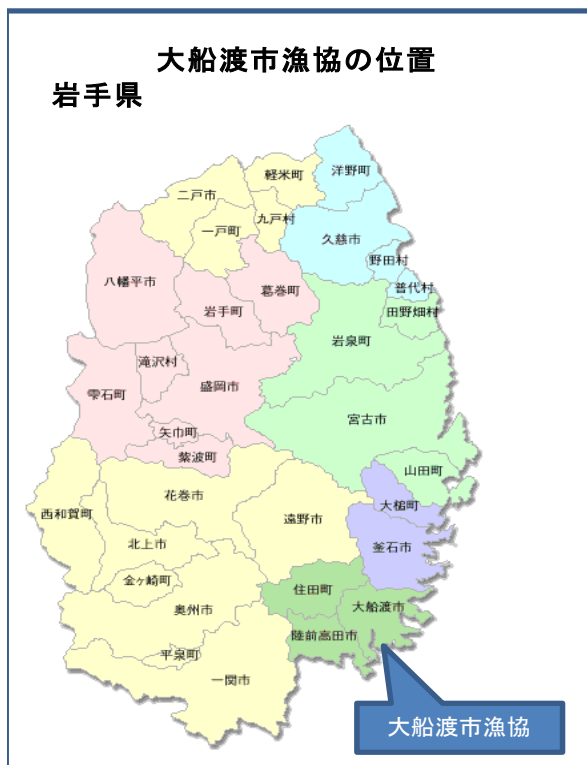 大船渡市漁協の位置
岩手県
洋野町
軽米町
二戸市
九戸村
一戸町
久慈市
野田村
八幡平市
葛巻町
普代村
岩手町
田野畑村
岩泉町
滝沢村
盛岡市
雫石町
宮古市
矢巾町
紫波町
山田町
花巻市
大槌町
西和賀町
遠野市
北上市
釜石市
金ヶ崎町
住田町
奥州市
大船渡市
陸前高田市
平泉町
一関市
大船渡市漁協